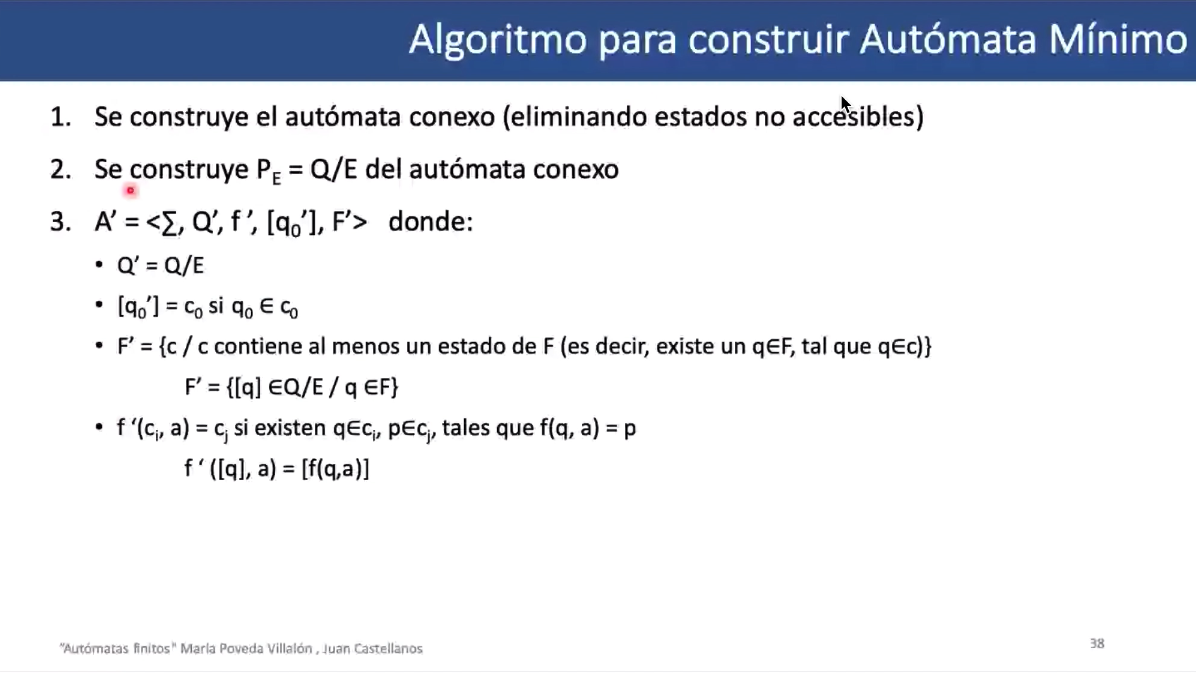 Algoritmo para construir Autómata Mínimo
1. Se construye el autómata conexo (eliminando estados no accesibles)
2. Se construye P_E = Q/E del autómata conexo
3. A’ = <∑, Q’, f ’, [q₀’], F’> donde:
• Q’ = Q/E
• [q₀’] = c₀ si q₀ ∈ c₀
• F’ = {c / c contiene al menos un estado de F (es decir, existe un q∈F, tal que q∈c)}
F’ = {[q] ∈Q/E / q ∈F}
• f ‘(cᵢ, a) = cⱼ si existen q∈cᵢ, p∈cⱼ, tales que f(q, a) = p
f ‘ ([q], a) = [f(q,a)]
"Autómatas finitos" María Poveda Villalón , Juan Castellanos
38